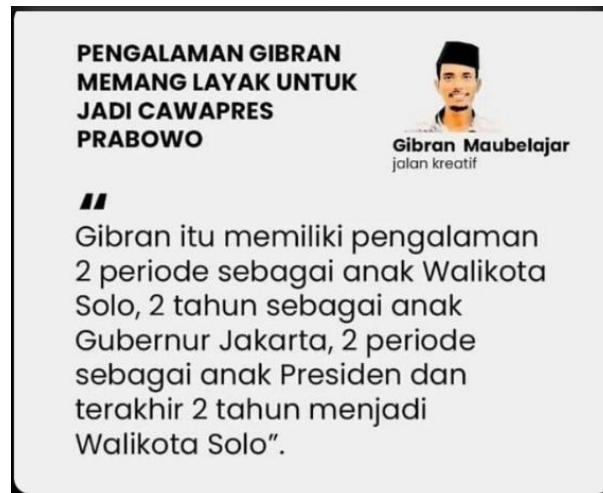 PENGALAMAN GIBRAN
MEMANG LAYAK UNTUK
JADI CAWAPRES
PRABOWO
Gibran Maubelajar
jalan kreatif
"
Gibran itu memiliki pengalaman
2 periode sebagai anak Walikota
Solo, 2 tahun sebagai anak
Gubernur Jakarta, 2 periode
sebagai anak Presiden dan
terakhir 2 tahun menjadi
Walikota Solo”.